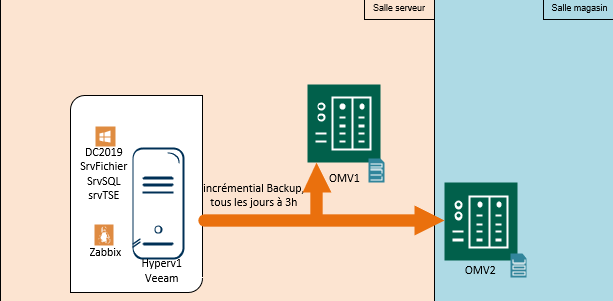 Salle serveur
Salle magasin
DC2019
SrvFichier
SrvSQL
srvTSE
Zabbix
Hyperv1
Veeam
incrémential Backup,
tous les jours à 3h
OMV1
OMV2